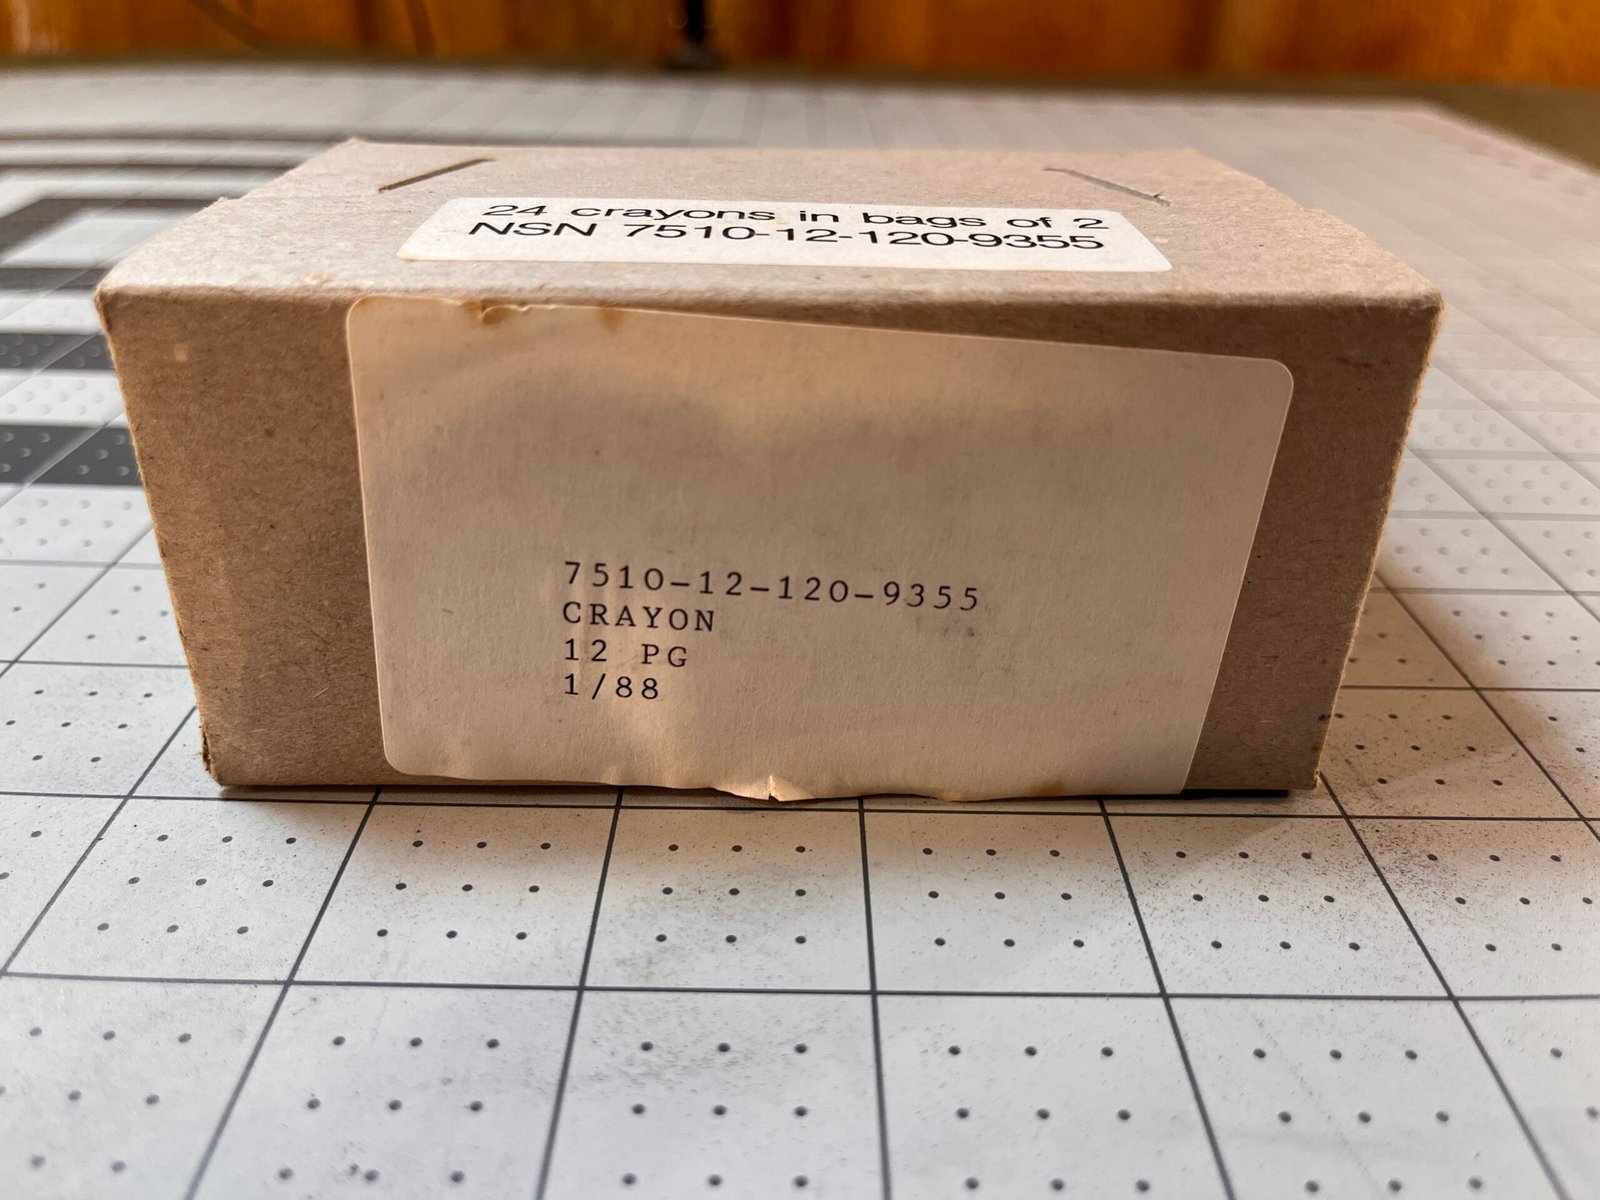 24 crayons in bags of 2
NSN 7510-12-120-9355
7510-12-120-9355
CRAYON
12 PG
1/88